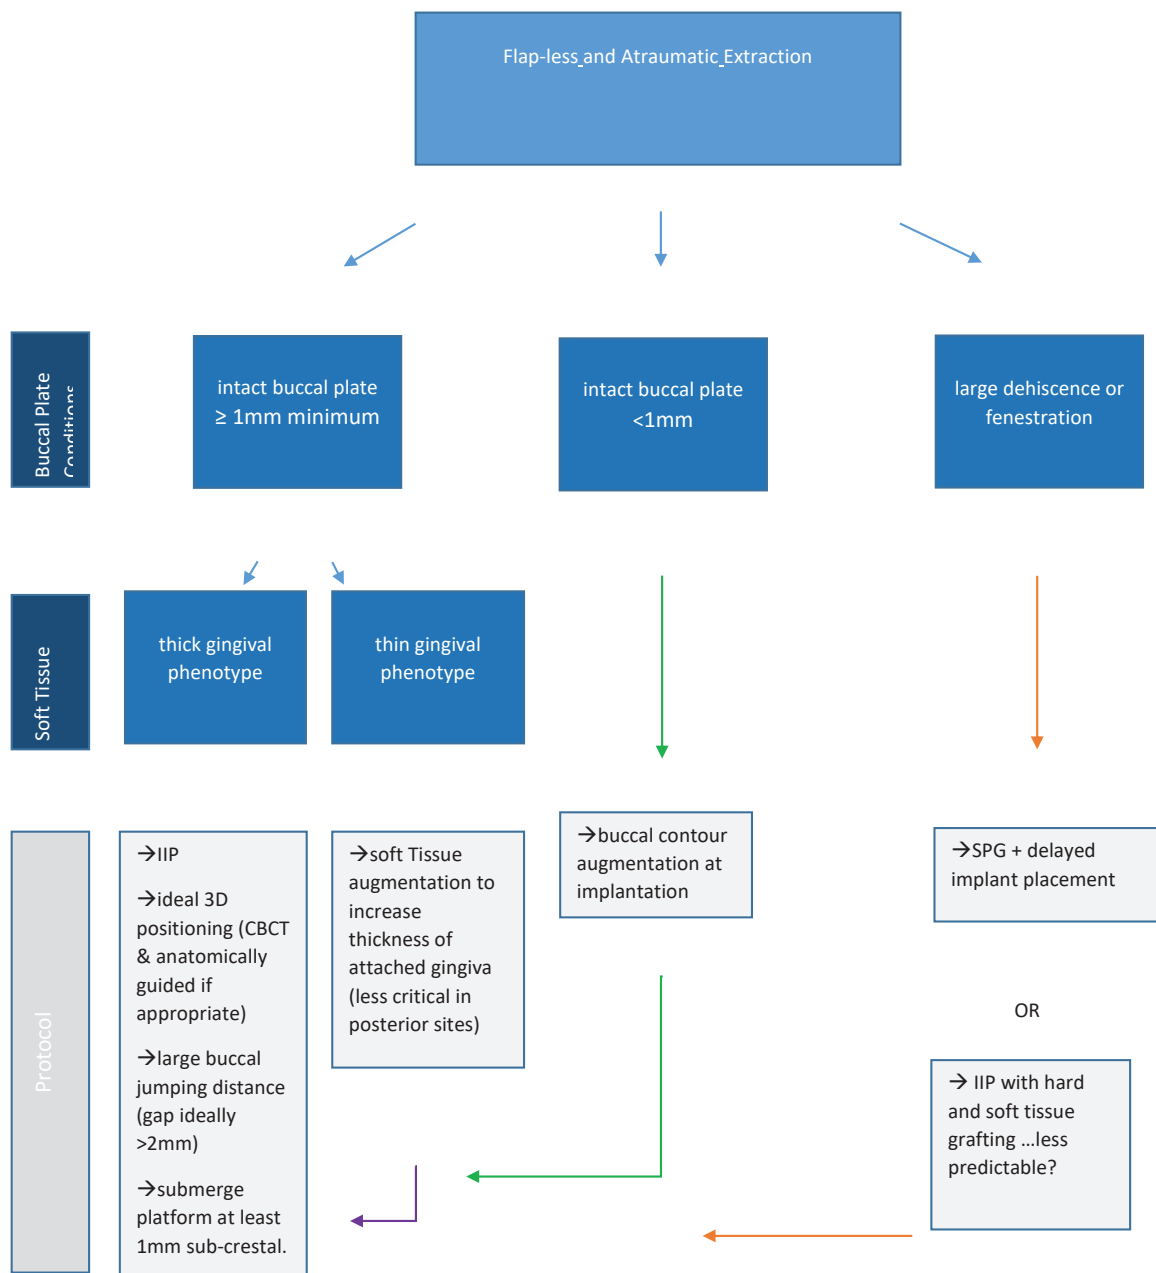 Flap-less and Atraumatic Extraction
Buccal Plate
Conditions
intact buccal plate
≥ 1mm minimum
intact buccal plate
<1mm
large dehiscence or
fenestration
Soft Tissue
thick gingival
phenotype
thin gingival
phenotype
Protocol
→IIP
→ideal 3D
positioning (CBCT
& anatomically
guided if
appropriate)
→large buccal
jumping distance
(gap ideally
>2mm)
→submerge
platform at least
1mm sub-crestal.
→soft Tissue
augmentation to
increase
thickness of
attached gingiva
(less critical in
posterior sites)
→buccal contour
augmentation at
implantation
→SPG + delayed
implant placement
OR
→ IIP with hard
and soft tissue
grafting ...less
predictable?